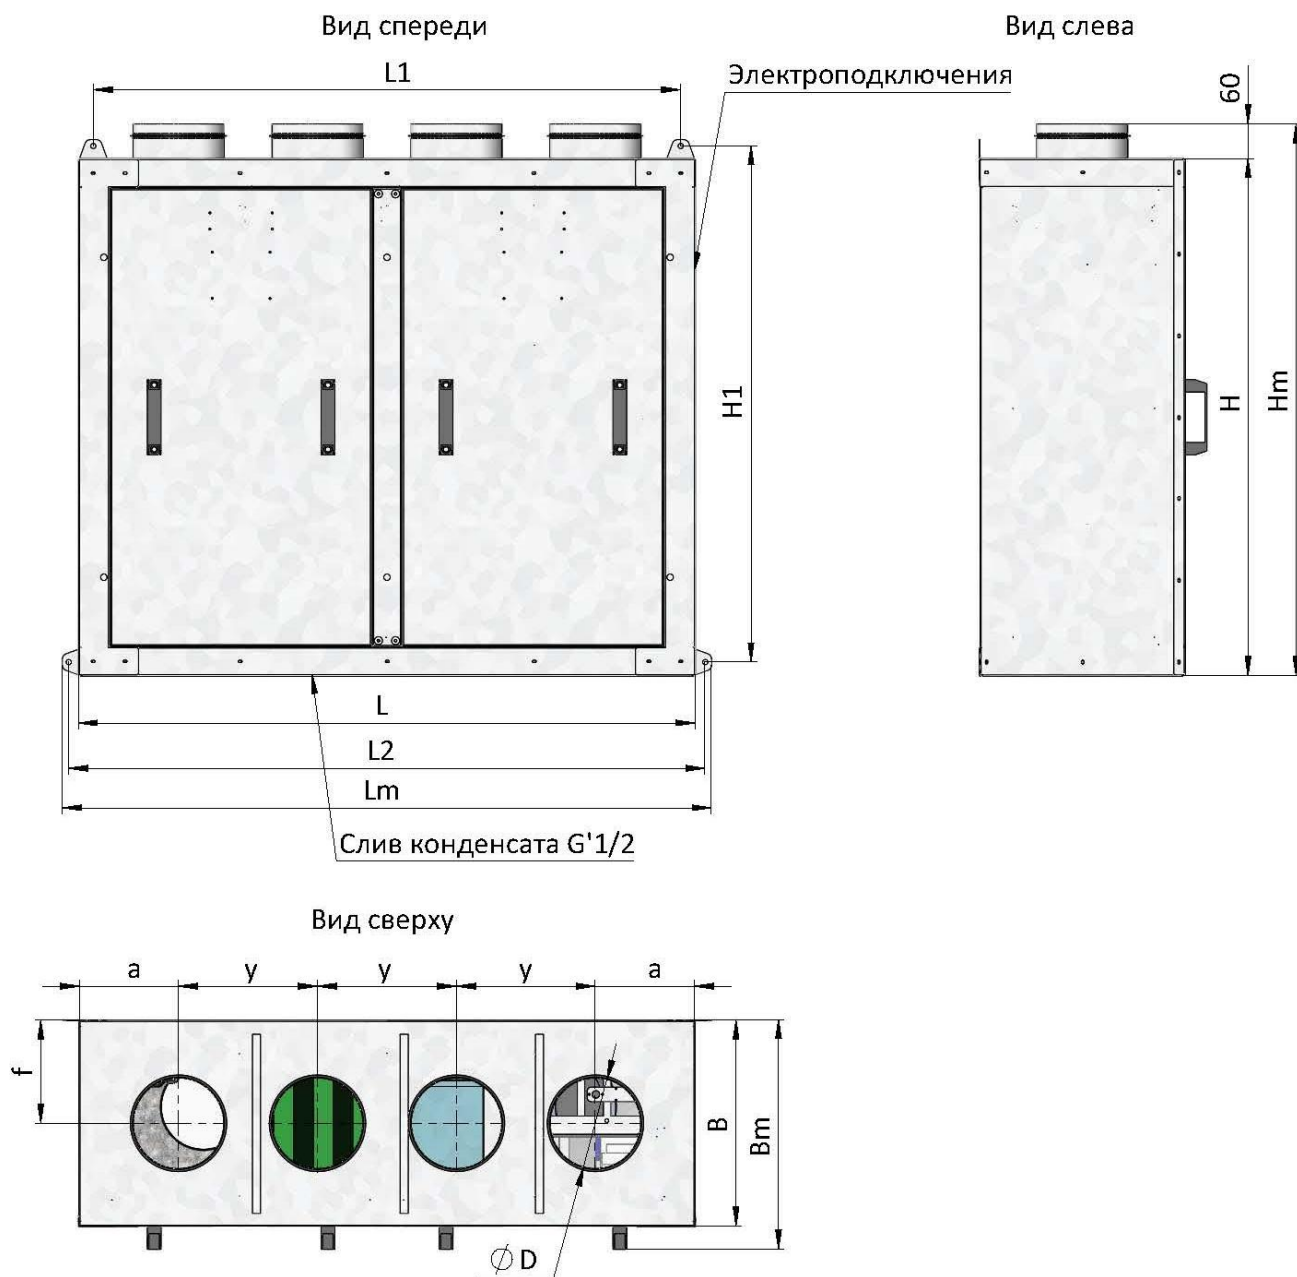 Вид спереди
Вид слева
L1
Электроподключения
60
H1
H
Hm
L
L2
Lm
Слив конденсата G'1/2
Вид сверху
a
y
y
y
a
f
B
Bm
∅D